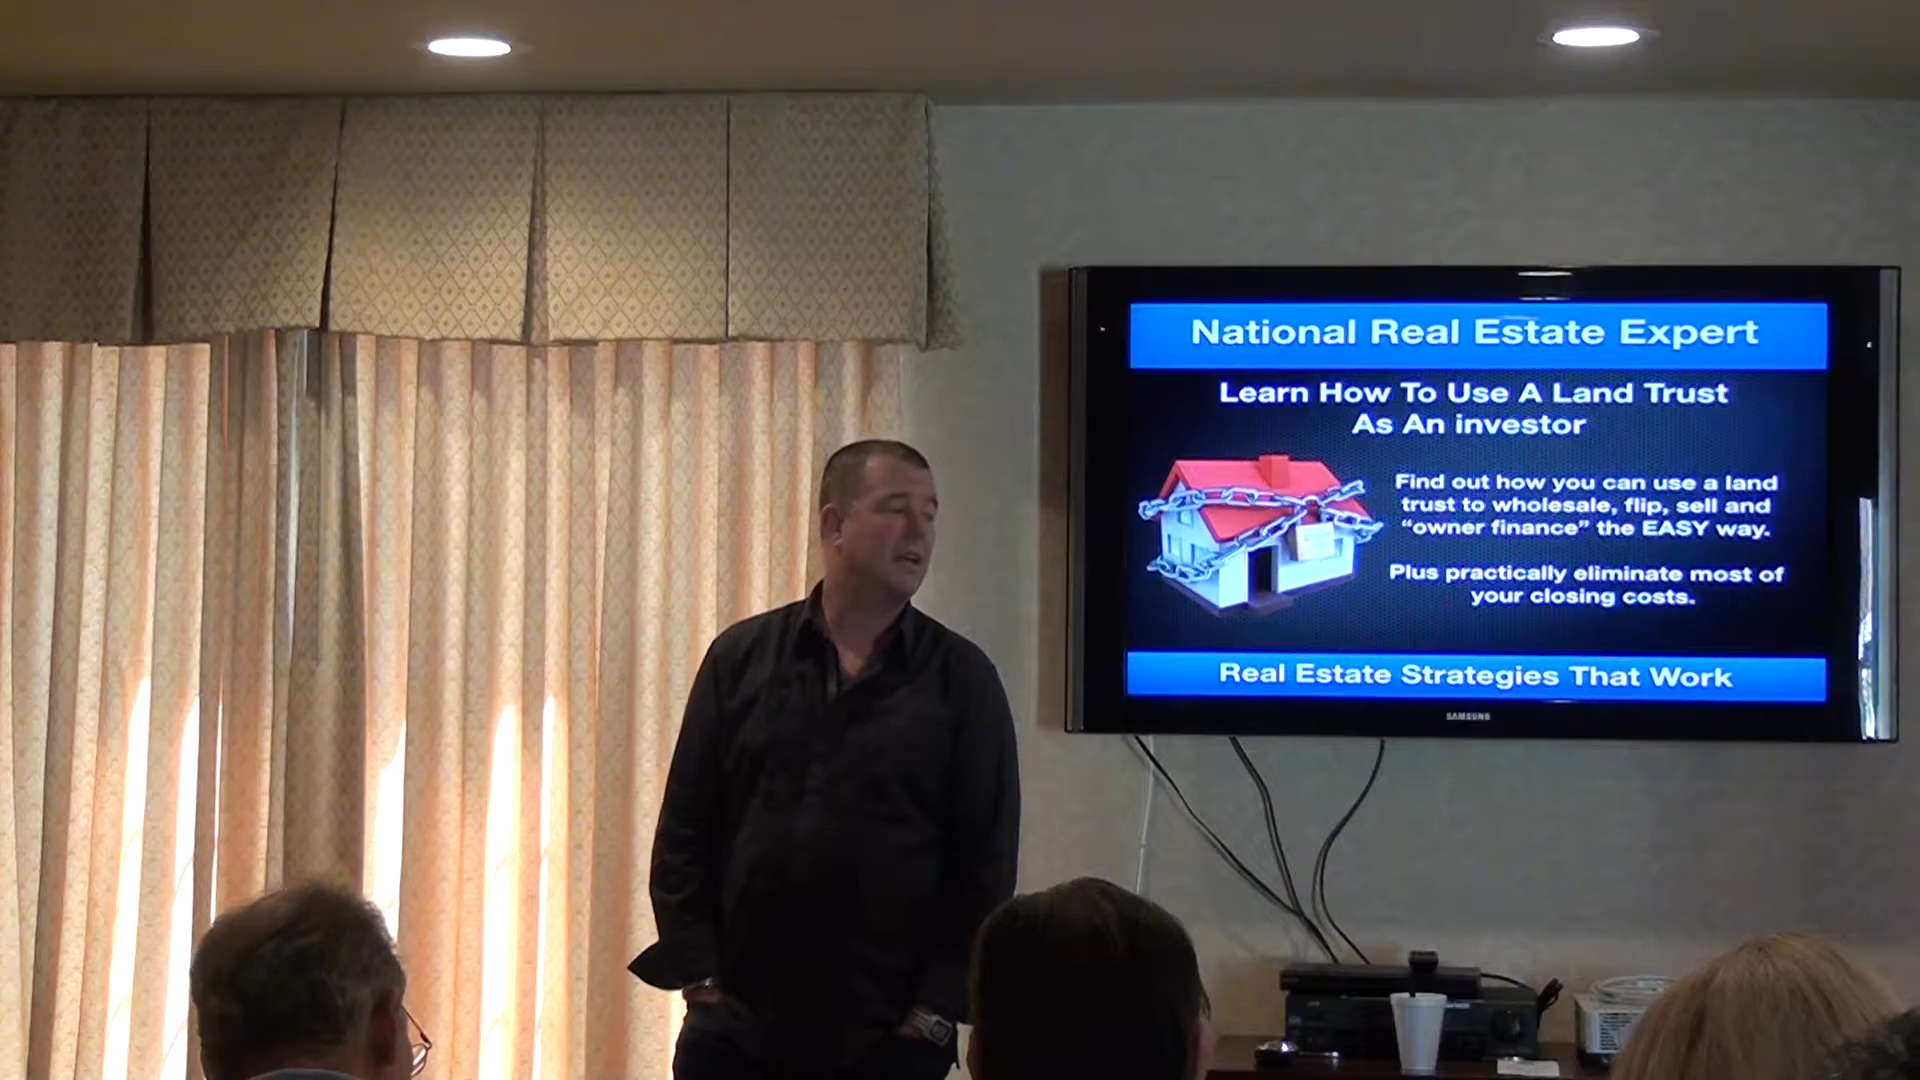 National Real Estate Expert
Learn How To Use A Land Trust
As An investor
Find out how you can use a land
trust to wholesale, flip, sell and
“owner finance” the EASY way.
Plus practically eliminate most of
your closing costs.
Real Estate Strategies That Work
SAMSUNG